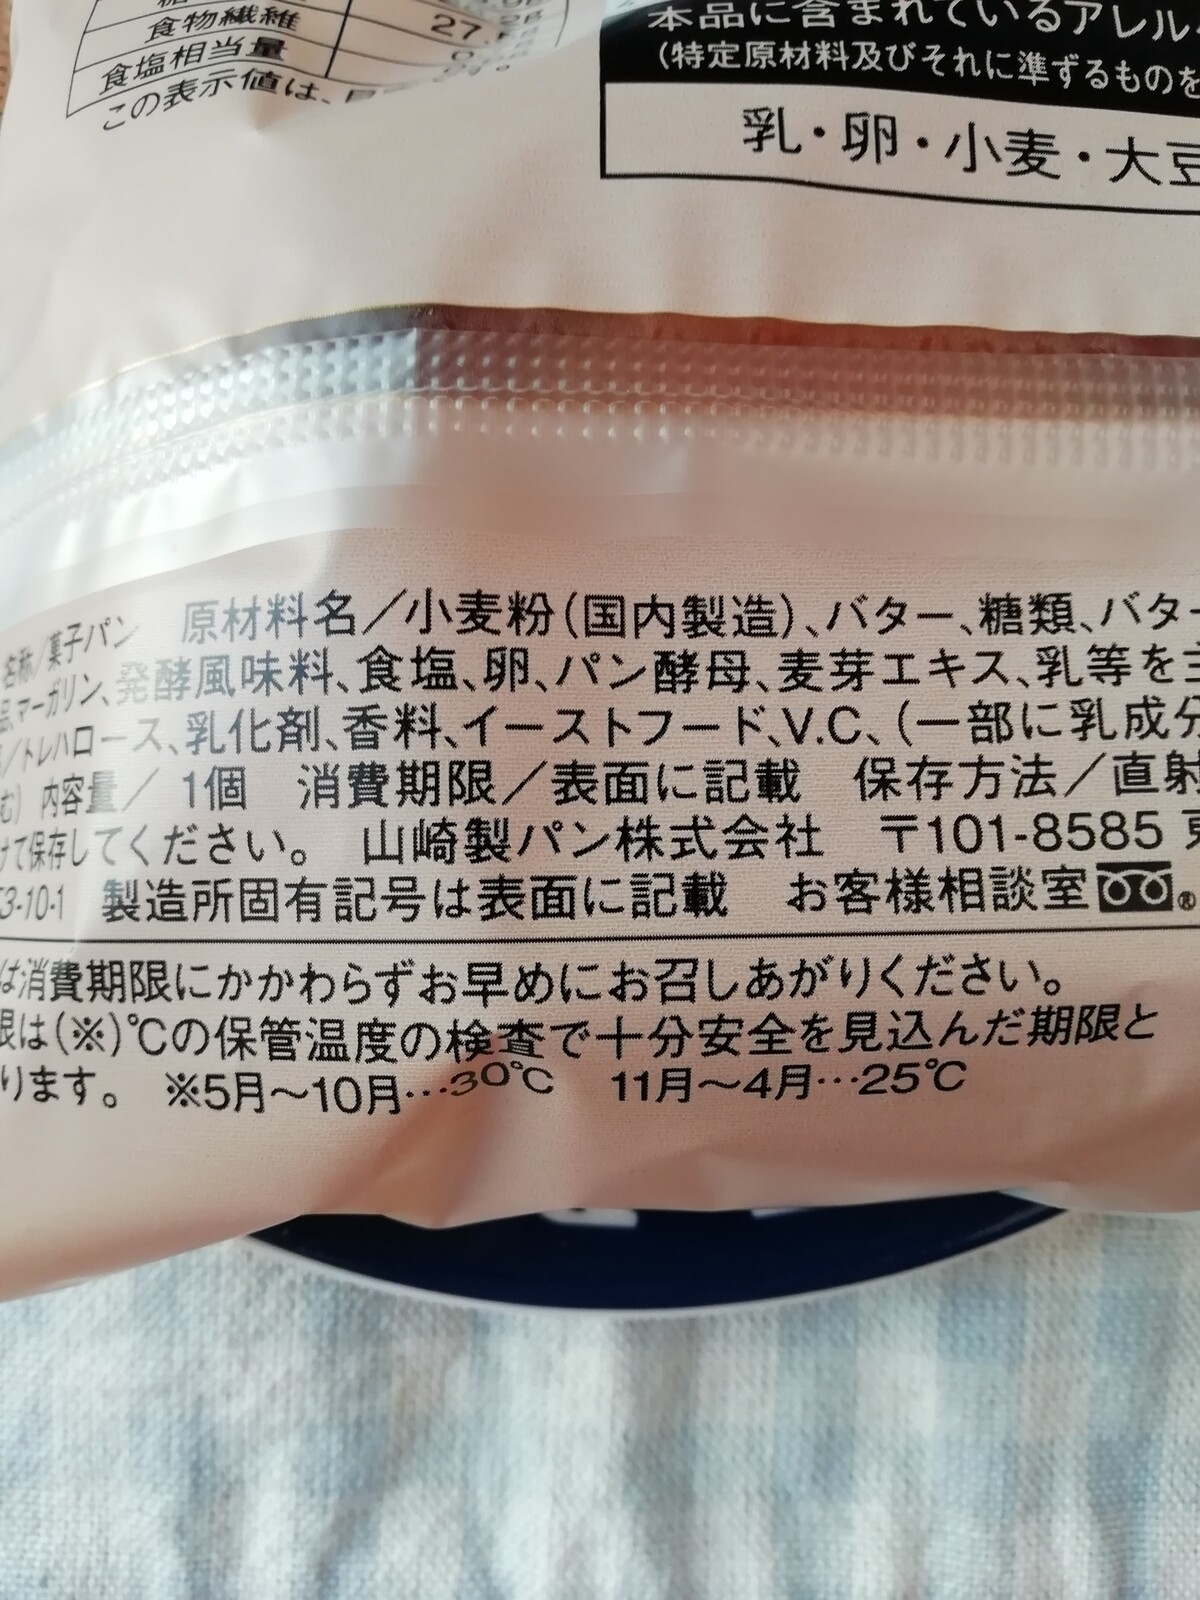 食物繊維
食塩相当量
この表示値は、
27.
本品に含まれているアレル
(特定原材料及びそれに準ずるものを
乳・卵・小麦・大豆
名称/菓子パン 原材料名/小麦粉(国内製造)、バター、糖類、バター
マーガリン、発酵風味料、食塩、卵、パン酵母、麦芽エキス、乳等を主
/トレハロース、乳化剤、香料、イーストフード、V.C、(一部に乳成分
む) 内容量/1個 消費期限/表面に記載 保存方法/直射
けて保存してください。 山崎製パン株式会社 〒101-8585 東
3-10-1 製造所固有記号は表面に記載 お客様相談室
は消費期限にかかわらずお早めにお召しあがりください。
限は(※)℃の保管温度の検査で十分安全を見込んだ期限と
ります。 ※5月～10月…30℃ 11月～4月…25℃